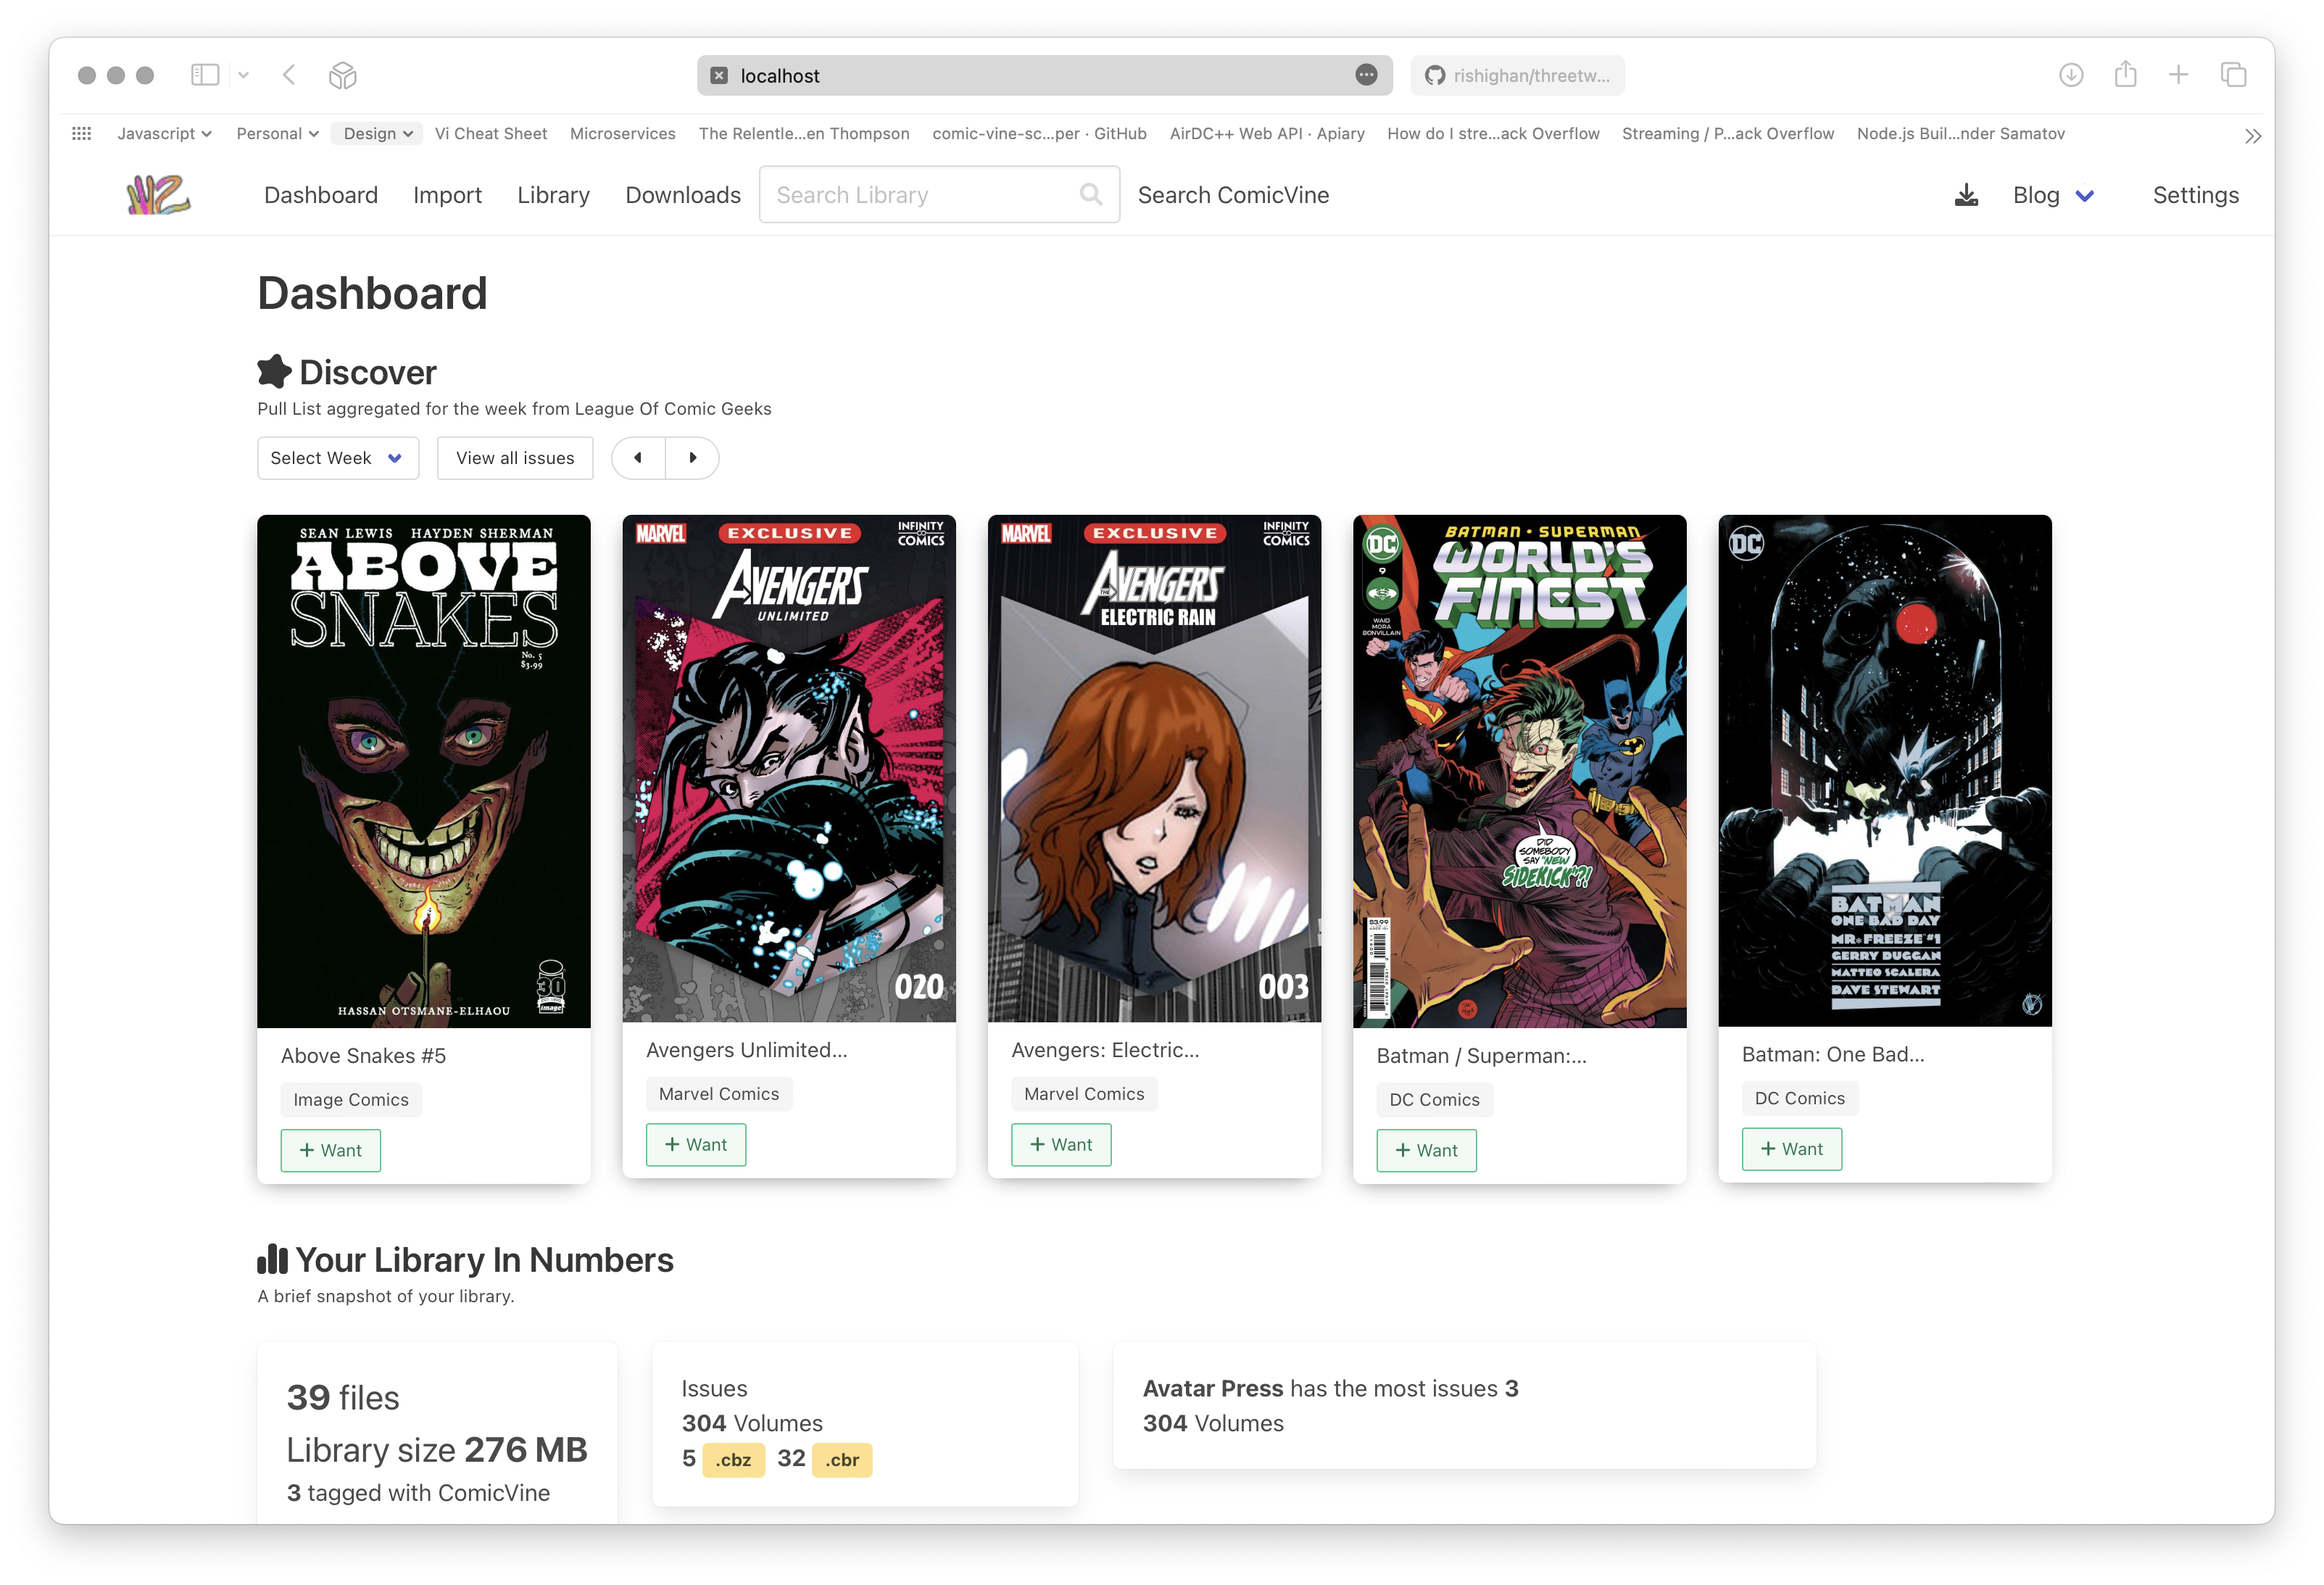 localhost
rishighan/threetw...
Javascript
Personal
Design
Vi Cheat Sheet
Microservices
The Relentle...en Thompson
comic-vine-sc...per · GitHub
AirDC++ Web API · Apiary
How do I stre...ack Overflow
Streaming / P...ack Overflow
Node.js Buil...nder Samatov
Dashboard
Import
Library
Downloads
Search Library
Search ComicVine
Blog
Settings
Dashboard
Discover
Pull List aggregated for the week from League Of Comic Geeks
Select Week
View all issues
SEAN LEWIS HAYDEN SHERMAN
ABOVE
SNAKES
No. 5
$3.99
HASSAN OTSMANE-ELHAOU
30
image
Above Snakes #5
Image Comics
+ Want
MARVEL
EXCLUSIVE
INFINITY
COMICS
AVENGERS
UNLIMITED
020
Avengers Unlimited...
Marvel Comics
+ Want
MARVEL
EXCLUSIVE
INFINITY
COMICS
THE AVENGERS
ELECTRIC RAIN
003
Avengers: Electric...
Marvel Comics
+ Want
DC
9
WAID
MORA
BONVILLAIN
BATMAN · SUPERMAN
WORLD'S
FINEST
DID
SOMEBODY
SAY "NEW
SIDEKICK"?!
$3.99
Batman / Superman:...
DC Comics
+ Want
DC
BATMAN
ONE BAD DAY
MR. FREEZE #1
GERRY DUGGAN
MATTEO SCALERA
DAVE STEWART
Batman: One Bad...
DC Comics
+ Want
Your Library In Numbers
A brief snapshot of your library.
39 files
Library size 276 MB
3 tagged with ComicVine
Issues
304 Volumes
5 .cbz 32 .cbr
Avatar Press has the most issues 3
304 Volumes